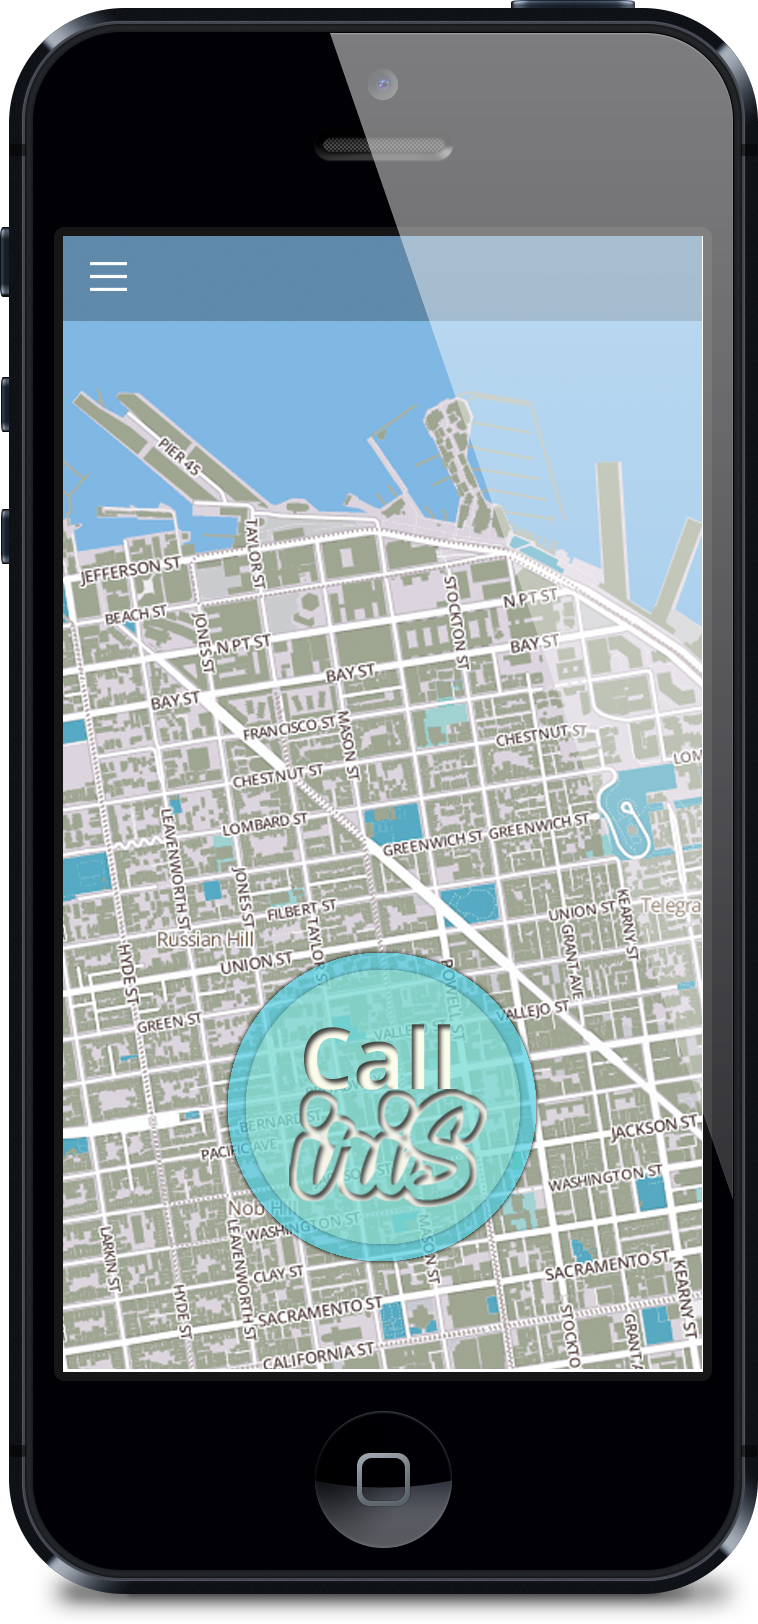 PIER 45
TAYLOR ST
JEFFERSON ST
BEACH ST
JONES ST
N PT ST
STOCKTON ST
N PT ST
BAY ST
BAY ST
BAY ST
FRANCISCO ST
MASON ST
CHESTNUT ST
CHESTNUT ST
LOM
LOMBARD ST
LEAVENWORTH ST
GREENWICH ST
GREENWICH ST
JONES ST
FILBERT ST
UNION ST
KEARNY ST
Telegra
Russian Hill
TAYLOR S
GRANT AVE
HYDE ST
UNION ST
POWELL ST
GREEN ST
VALLEJO ST
VALLE
Call
iris
BERNARD ST
PACIFIC AVE
JACKSON ST
SON ST
WASHINGTON ST
Nob Hill
WASHINGTON ST
LARKIN ST
LEAVENWORTH ST
MASON ST
CLAY ST
SACRAMENTO ST
KEARNY ST
HYDE ST
SACRAMENTO ST
STOCKTO
GRANT A
CALIFORNIA ST